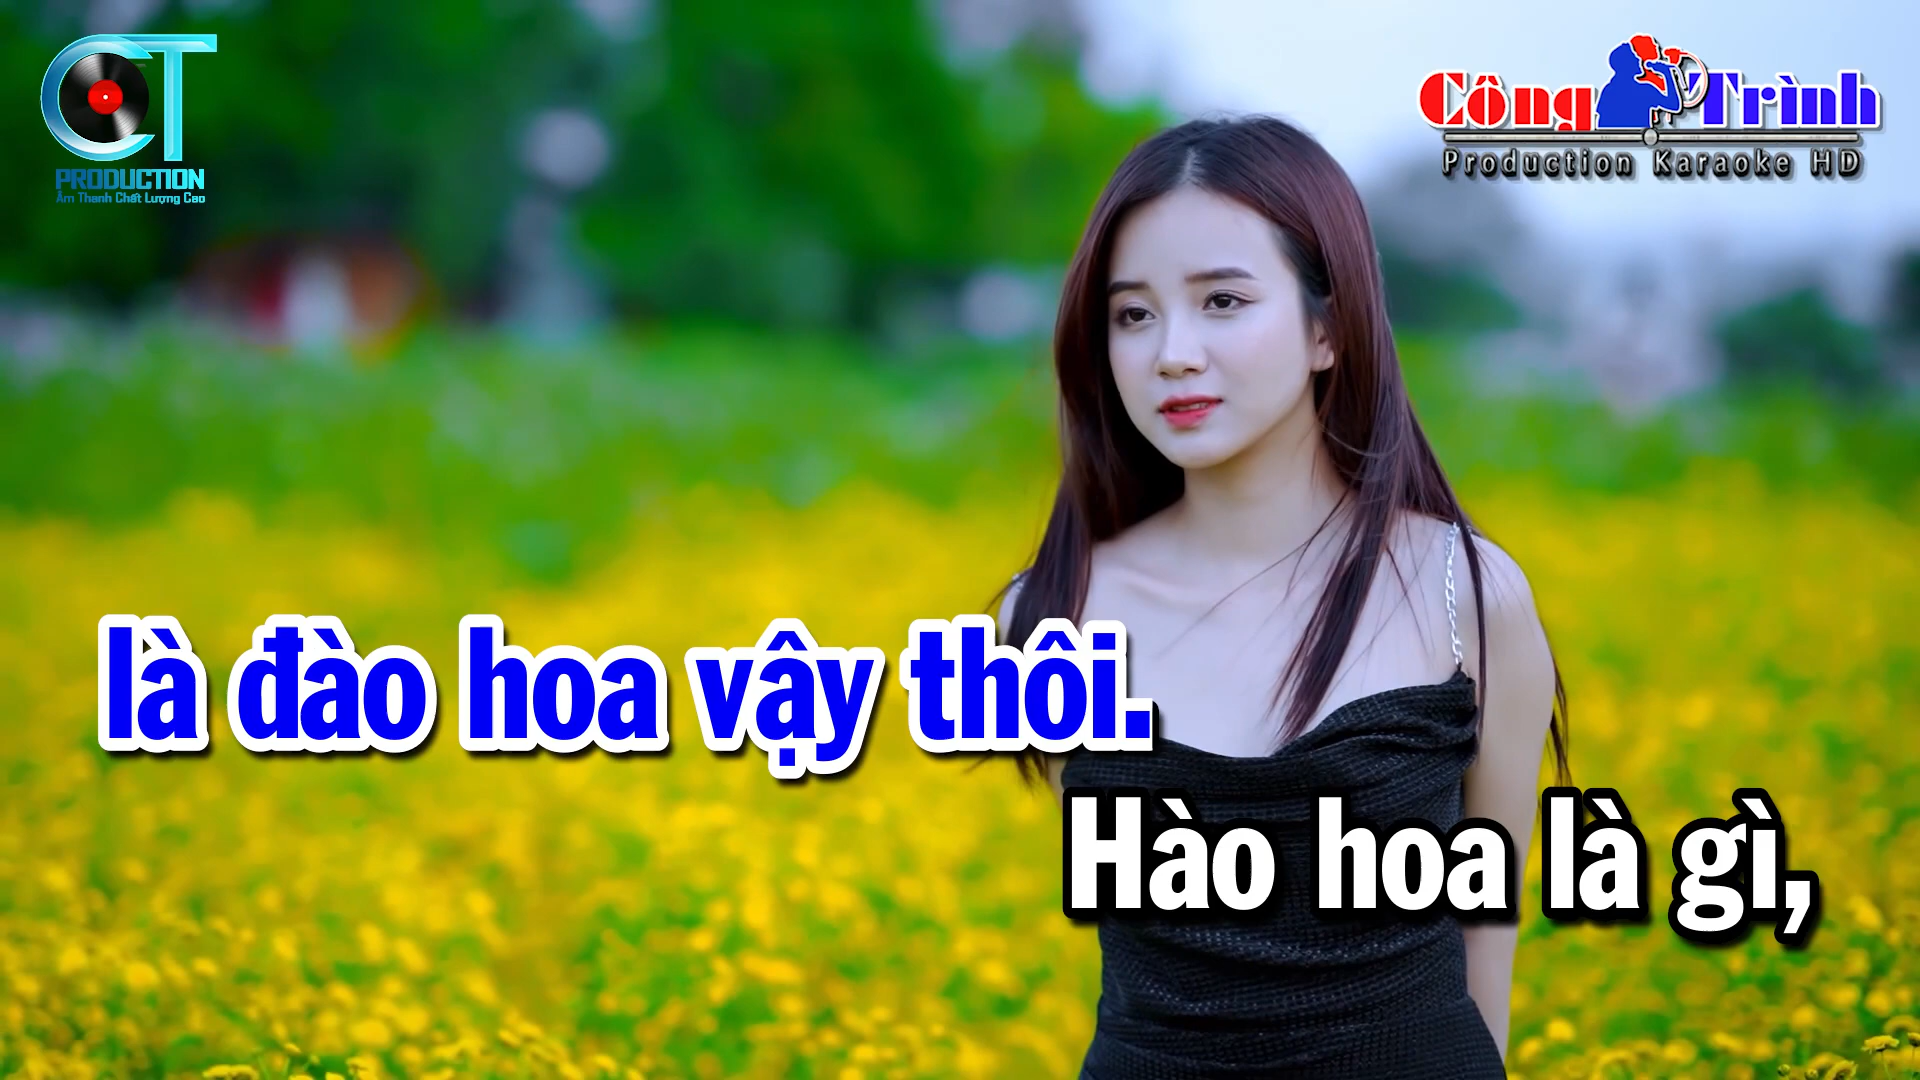 CT
PRODUCTION
Âm Thanh Chất Lượng Cao
Công Trình
Production Karaoke HD
là đào hoa vậy thôi.
Hào hoa là gì,